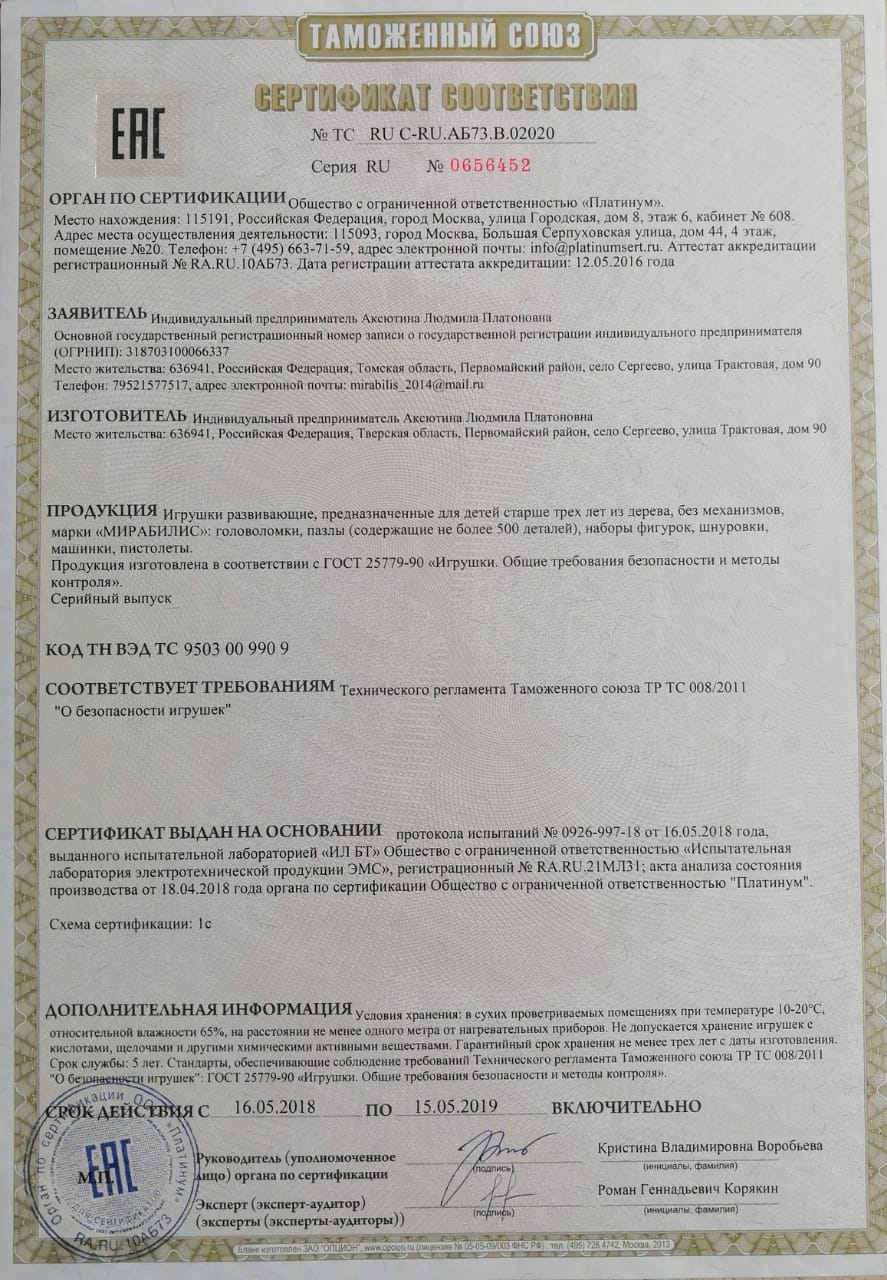 ТАМОЖЕННЫЙ СОЮЗ
СЕРТИФИКАТ СООТВЕТСТВИЯ
ЕАС
№ ТС RU C-RU.АБ73.В.02020
Серия RU № 0656452
ОРГАН ПО СЕРТИФИКАЦИИ Общество с ограниченной ответственностью «Платинум».
Место нахождения: 115191, Российская Федерация, город Москва, улица Городская, дом 8, этаж 6, кабинет № 608.
Адрес места осуществления деятельности: 115093, город Москва, Большая Серпуховская улица, дом 44, 4 этаж,
помещение №20. Телефон: +7 (495) 663-71-59, адрес электронной почты: info@platinumsert.ru. Аттестат аккредитации
регистрационный № RA.RU.10АБ73. Дата регистрации аттестата аккредитации: 12.05.2016 года
ЗАЯВИТЕЛЬ Индивидуальный предприниматель Аксютина Людмила Платоновна
Основной государственный регистрационный номер записи о государственной регистрации индивидуального предпринимателя
(ОГРНИП): 318703100066337
Место жительства: 636941, Российская Федерация, Томская область, Первомайский район, село Сергеево, улица Трактовая, дом 90
Телефон: 79521577517, адрес электронной почты: mirabilis_2014@mail.ru
ИЗГОТОВИТЕЛЬ Индивидуальный предприниматель Аксютина Людмила Платоновна
Место жительства: 636941, Российская Федерация, Тверская область, Первомайский район, село Сергеево, улица Трактовая, дом 90
ПРОДУКЦИЯ Игрушки развивающие, предназначенные для детей старше трех лет из дерева, без механизмов,
марки «МИРАБИЛИС»: головоломки, пазлы (содержащие не более 500 деталей), наборы фигурок, шнуровки,
машинки, пистолеты.
Продукция изготовлена в соответствии с ГОСТ 25779-90 «Игрушки. Общие требования безопасности и методы
контроля».
Серийный выпуск
КОД ТН ВЭД ТС 9503 00 990 9
СООТВЕТСТВУЕТ ТРЕБОВАНИЯМ Технического регламента Таможенного союза ТР ТС 008/2011
"О безопасности игрушек"
СЕРТИФИКАТ ВЫДАН НА ОСНОВАНИИ протокола испытаний № 0926-997-18 от 16.05.2018 года,
выданного испытательной лабораторией «ИЛ БТ» Общество с ограниченной ответственностью «Испытательная
лаборатория электротехнической продукции ЭМС», регистрационный № RA.RU.21МЛ31; акта анализа состояния
производства от 18.04.2018 года органа по сертификации Общество с ограниченной ответственностью "Платинум".
Схема сертификации: 1с
ДОПОЛНИТЕЛЬНАЯ ИНФОРМАЦИЯ Условия хранения: в сухих проветриваемых помещениях при температуре 10-20°С,
относительной влажности 65%, на расстоянии не менее одного метра от нагревательных приборов. Не допускается хранение игрушек с
кислотами, щелочами и другими химическими активными веществами. Гарантийный срок хранения не менее трех лет с даты изготовления.
Срок службы: 5 лет. Стандарты, обеспечивающие соблюдение требований Технического регламента Таможенного союза ТР ТС 008/2011
"О безопасности игрушек": ГОСТ 25779-90 «Игрушки. Общие требования безопасности и методы контроля».
СРОК ДЕЙСТВИЯ С 16.05.2018 ПО 15.05.2019 ВКЛЮЧИТЕЛЬНО
М.П.
Руководитель (уполномоченное
лицо) органа по сертификации
(подпись)
Кристина Владимировна Воробьева
(инициалы, фамилия)
Эксперт (эксперт-аудитор)
(эксперты (эксперты-аудиторы))
(подпись)
Роман Геннадьевич Корякин
(инициалы, фамилия)
Орган по сертификации ООО «Платинум»
ЕАС
ДЛЯ СЕРТИФИКАТОВ
RA.RU.10АБ73
Бланк изготовлен ЗАО "ОПЦИОН", www.opcion.ru (лицензия № 05-05-09/003 ФНС РФ), тел. (495) 726 4742, Москва, 2013